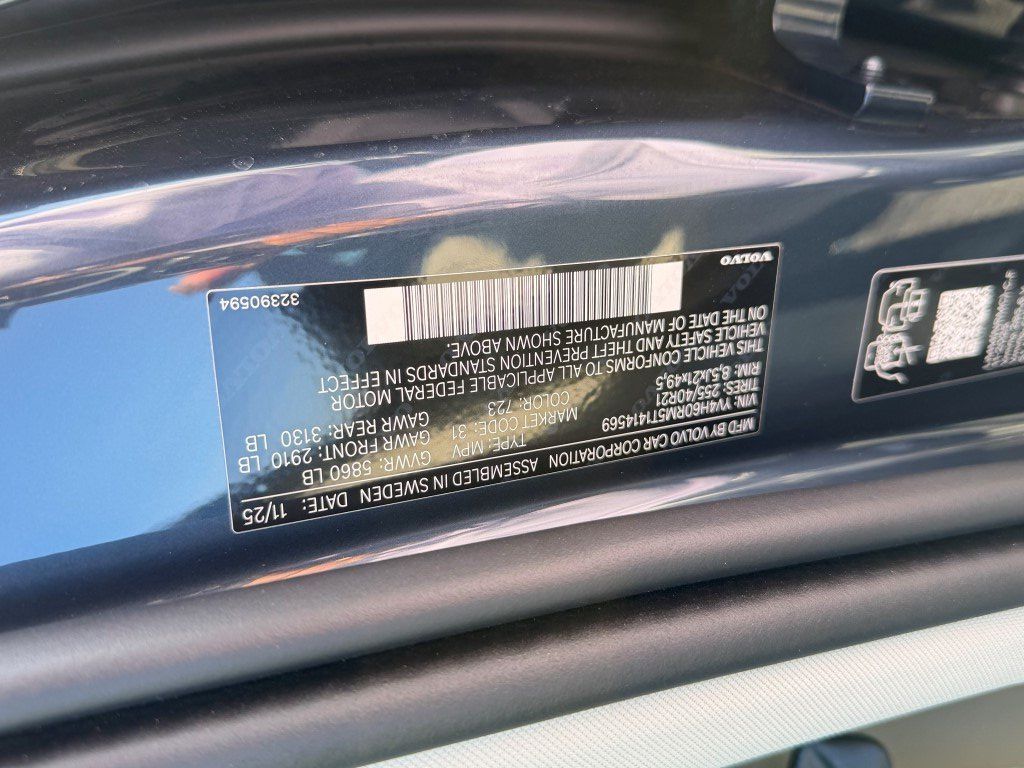 MFD BY VOLVO CAR CORPORATION ASSEMBLED IN SWEDEN DATE: 11/25
VIN: YV4H60RM5T1414569 TYPE: MPV GVWR: 5860 LB
TIRES: 255/40R21 MARKET CODE: 31 GAWR FRONT: 2910 LB
RIM: 8,5Jx21x49,5 COLOR: 723 GAWR REAR: 3130 LB
THIS VEHICLE CONFORMS TO ALL APPLICABLE FEDERAL MOTOR
VEHICLE SAFETY AND THEFT PREVENTION STANDARDS IN EFFECT
ON THE DATE OF MANUFACTURE SHOWN ABOVE.
VOLVO
32390594